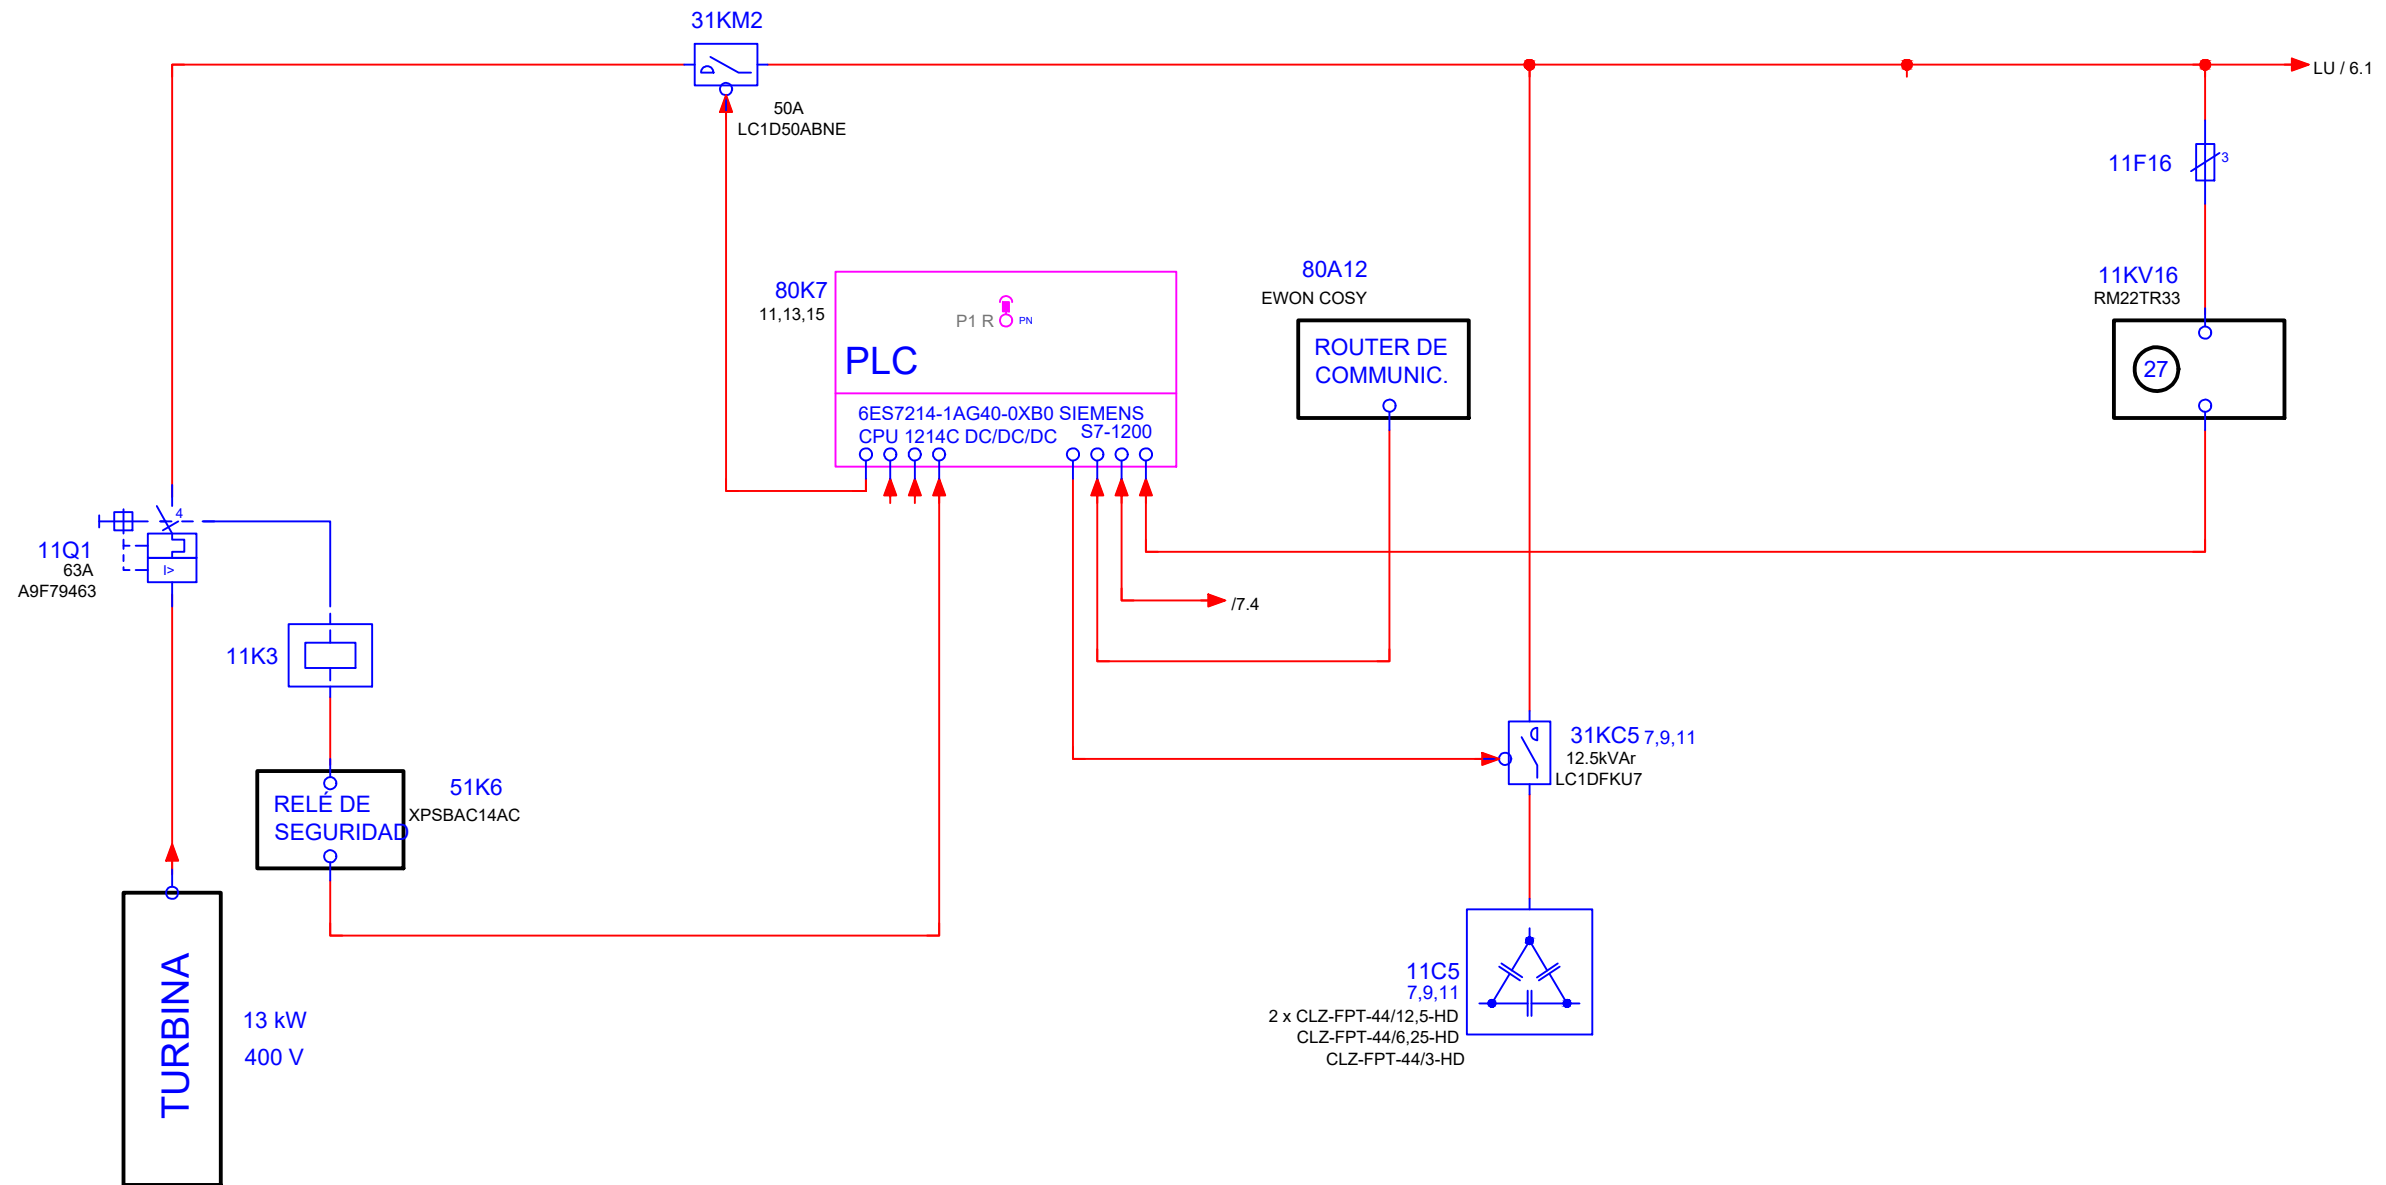 31KM2
50A
LC1D50ABNE
LU / 6.1
11F16
3
80K7
11,13,15
P1 R
PN
PLC
6ES7214-1AG40-0XB0 SIEMENS
CPU 1214C DC/DC/DC
S7-1200
80A12
EWON COSY
ROUTER DE
COMMUNIC.
11KV16
RM22TR33
27
4
11Q1
63A
A9F79463
I>
/7.4
11K3
31KC5 7,9,11
12.5kVAr
LC1DFKU7
51K6
XPSBAC14AC
RELÉ DE
SEGURIDAD
TURBINA
13 kW
400 V
11C5
7,9,11
2 x CLZ-FPT-44/12,5-HD
CLZ-FPT-44/6,25-HD
CLZ-FPT-44/3-HD